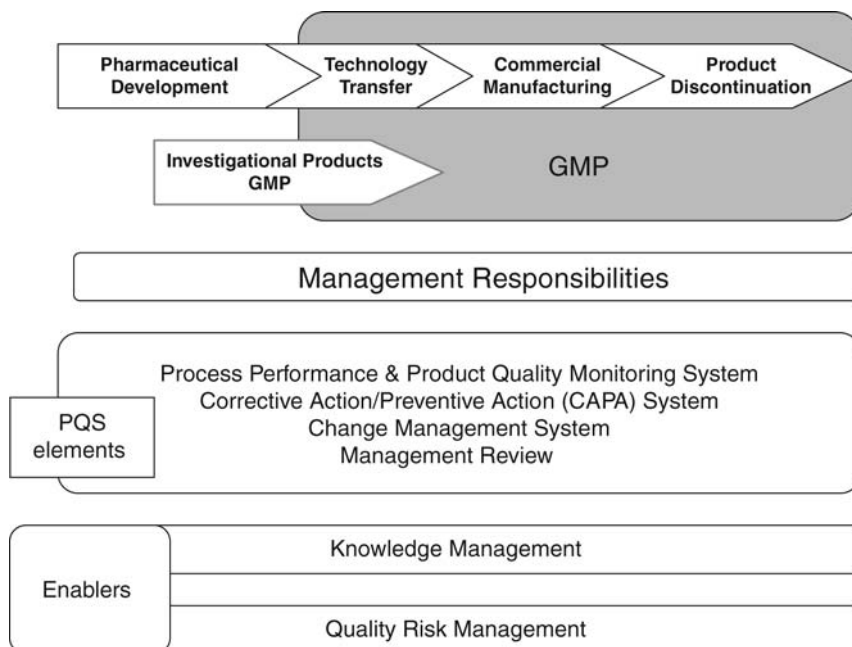 Pharmaceutical
Development
Technology
Transfer
Commercial
Manufacturing
Product
Discontinuation
Investigational Products
GMP
GMP
Management Responsibilities
Process Performance & Product Quality Monitoring System
Corrective Action/Preventive Action (CAPA) System
Change Management System
Management Review
PQS
elements
Knowledge Management
Enablers
Quality Risk Management